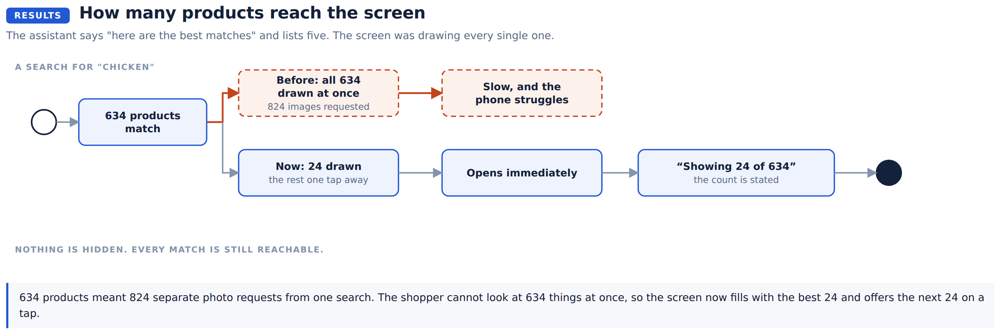 RESULTS
How many products reach the screen
The assistant says "here are the best matches" and lists five. The screen was drawing every single one.
A SEARCH FOR "CHICKEN"
634 products
match
Before: all 634
drawn at once
824 images requested
Slow, and the
phone struggles
Now: 24 drawn
the rest one tap away
Opens immediately
“Showing 24 of 634”
the count is stated
NOTHING IS HIDDEN. EVERY MATCH IS STILL REACHABLE.
634 products meant 824 separate photo requests from one search. The shopper cannot look at 634 things at once, so the screen now fills with the best 24 and offers the next 24 on a
tap.